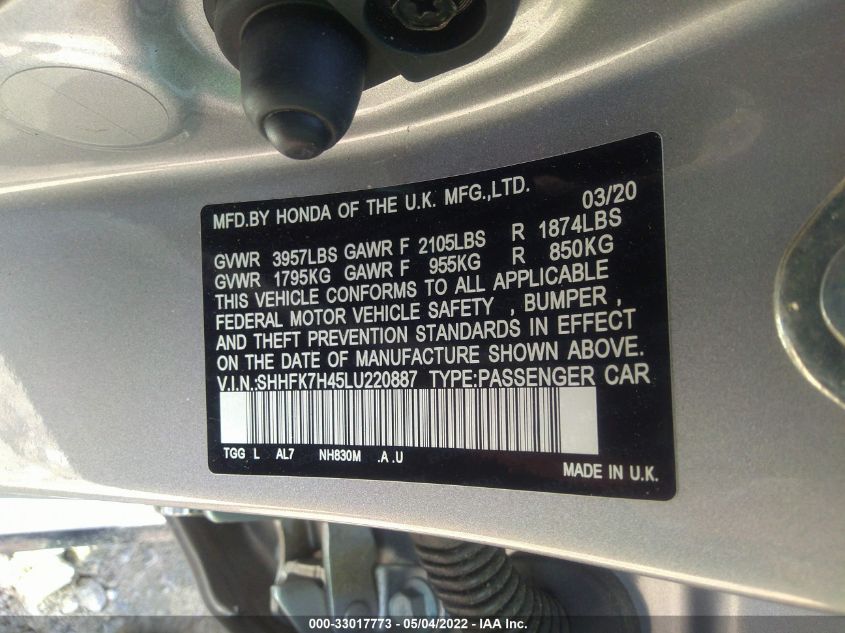 MFD.BY HONDA OF THE U.K. MFG.,LTD. 03/20
GVWR 3957LBS GAWR F 2105LBS R 1874LBS
GVWR 1795KG GAWR F 955KG R 850KG
THIS VEHICLE CONFORMS TO ALL APPLICABLE
FEDERAL MOTOR VEHICLE SAFETY , BUMPER ,
AND THEFT PREVENTION STANDARDS IN EFFECT
ON THE DATE OF MANUFACTURE SHOWN ABOVE.
V.I.N.:SHHFK7H45LU220887 TYPE:PASSENGER CAR
TGG L AL7 NH830M .A .U
MADE IN U.K.
000-33017773 - 05/04/2022 - IAA Inc.